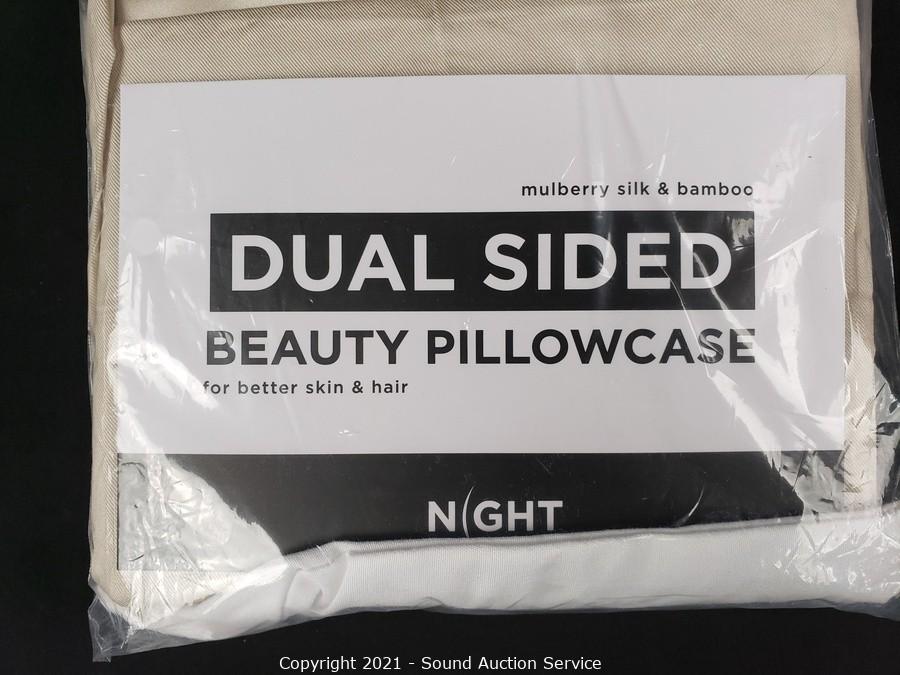 mulberry silk & bamboo
DUAL SIDED
BEAUTY PILLOWCASE
for better skin & hair
NIGHT
Copyright 2021 - Sound Auction Service